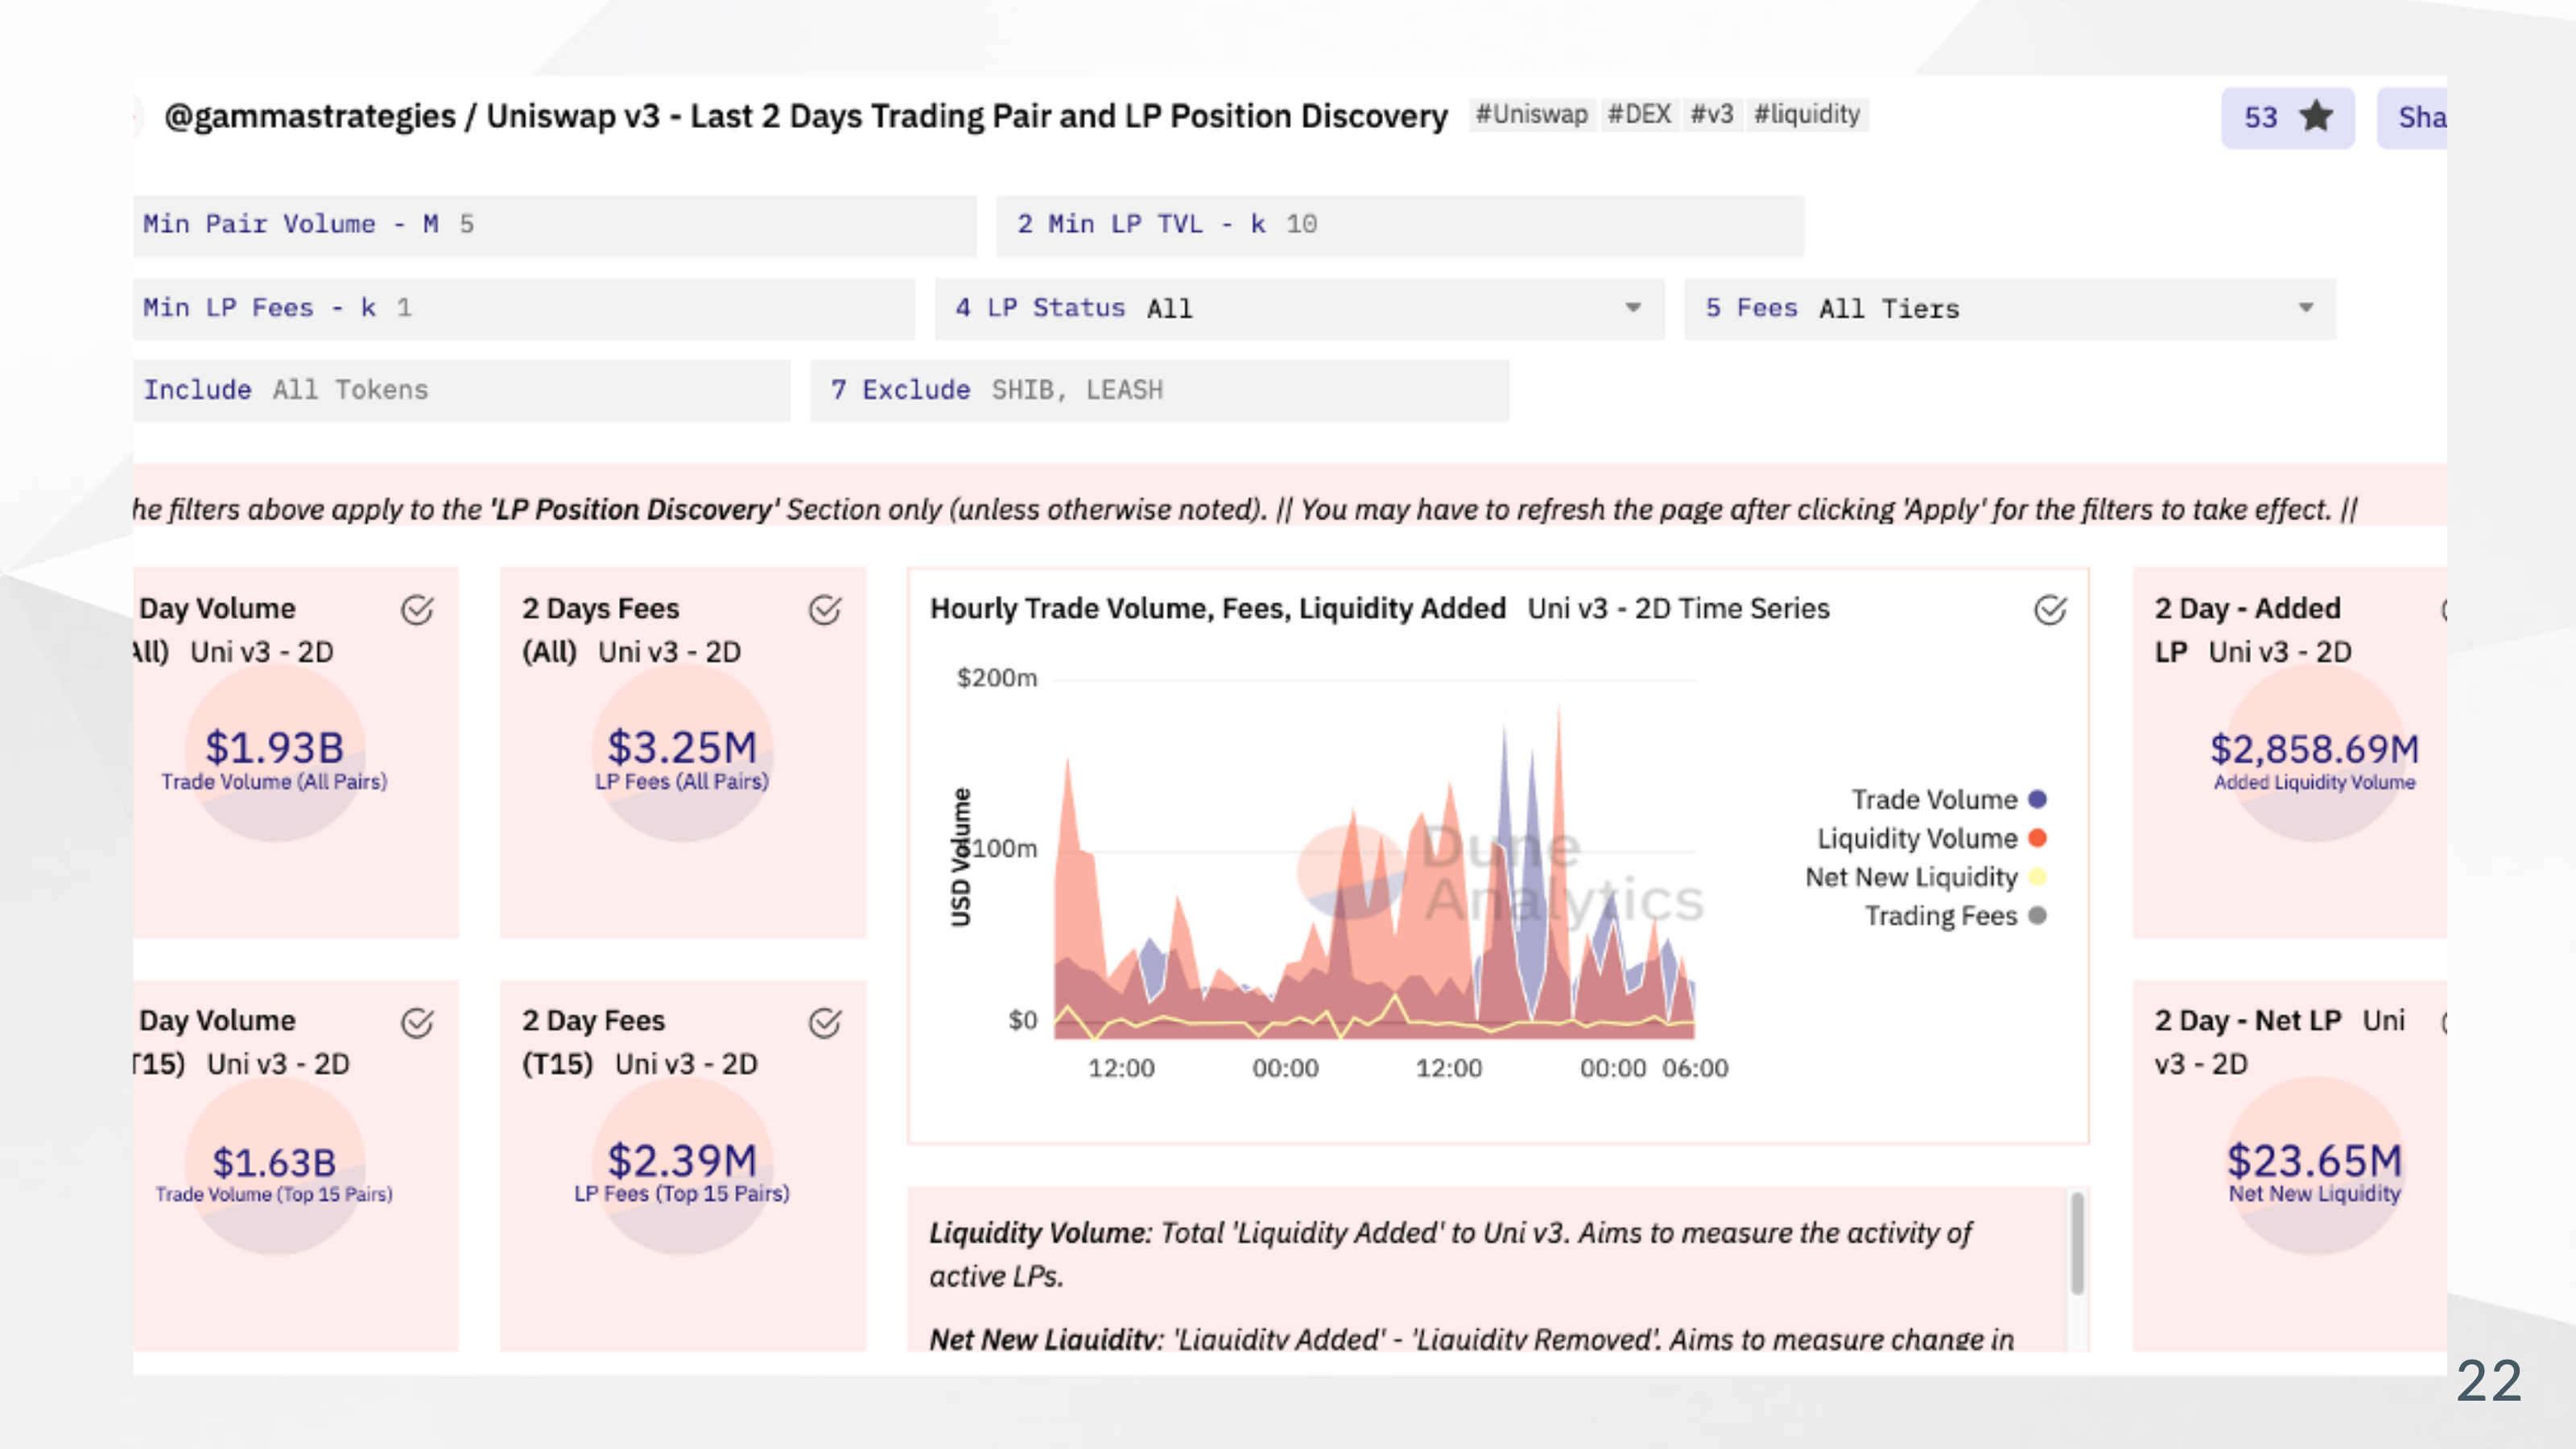 @gammastrategies / Uniswap v3 - Last 2 Days Trading Pair and LP Position Discovery #Uniswap #DEX #v3 #liquidity 53 Sha
Min Pair Volume - M 5 2 Min LP TVL - k 10
Min LP Fees - k 1 4 LP Status All 5 Fees All Tiers
Include All Tokens 7 Exclude SHIB, LEASH
he filters above apply to the 'LP Position Discovery' Section only (unless otherwise noted). // You may have to refresh the page after clicking 'Apply' for the filters to take effect. //
Day Volume
All) Uni v3 - 2D
$1.93B
Trade Volume (All Pairs)
2 Days Fees
(All) Uni v3 - 2D
$3.25M
LP Fees (All Pairs)
Hourly Trade Volume, Fees, Liquidity Added Uni v3 - 2D Time Series
$200m
$100m
$0
USD Volume
12:00 00:00 12:00 00:00 06:00
Dune
Analytics
Trade Volume
Liquidity Volume
Net New Liquidity
Trading Fees
2 Day - Added
LP Uni v3 - 2D
$2,858.69M
Added Liquidity Volume
Day Volume
T15) Uni v3 - 2D
$1.63B
Trade Volume (Top 15 Pairs)
2 Day Fees
(T15) Uni v3 - 2D
$2.39M
LP Fees (Top 15 Pairs)
Liquidity Volume: Total 'Liquidity Added' to Uni v3. Aims to measure the activity of
active LPs.
Net New Liquidity: 'Liquidity Added' - 'Liquidity Removed'. Aims to measure change in
2 Day - Net LP Uni
v3 - 2D
$23.65M
Net New Liquidity
22